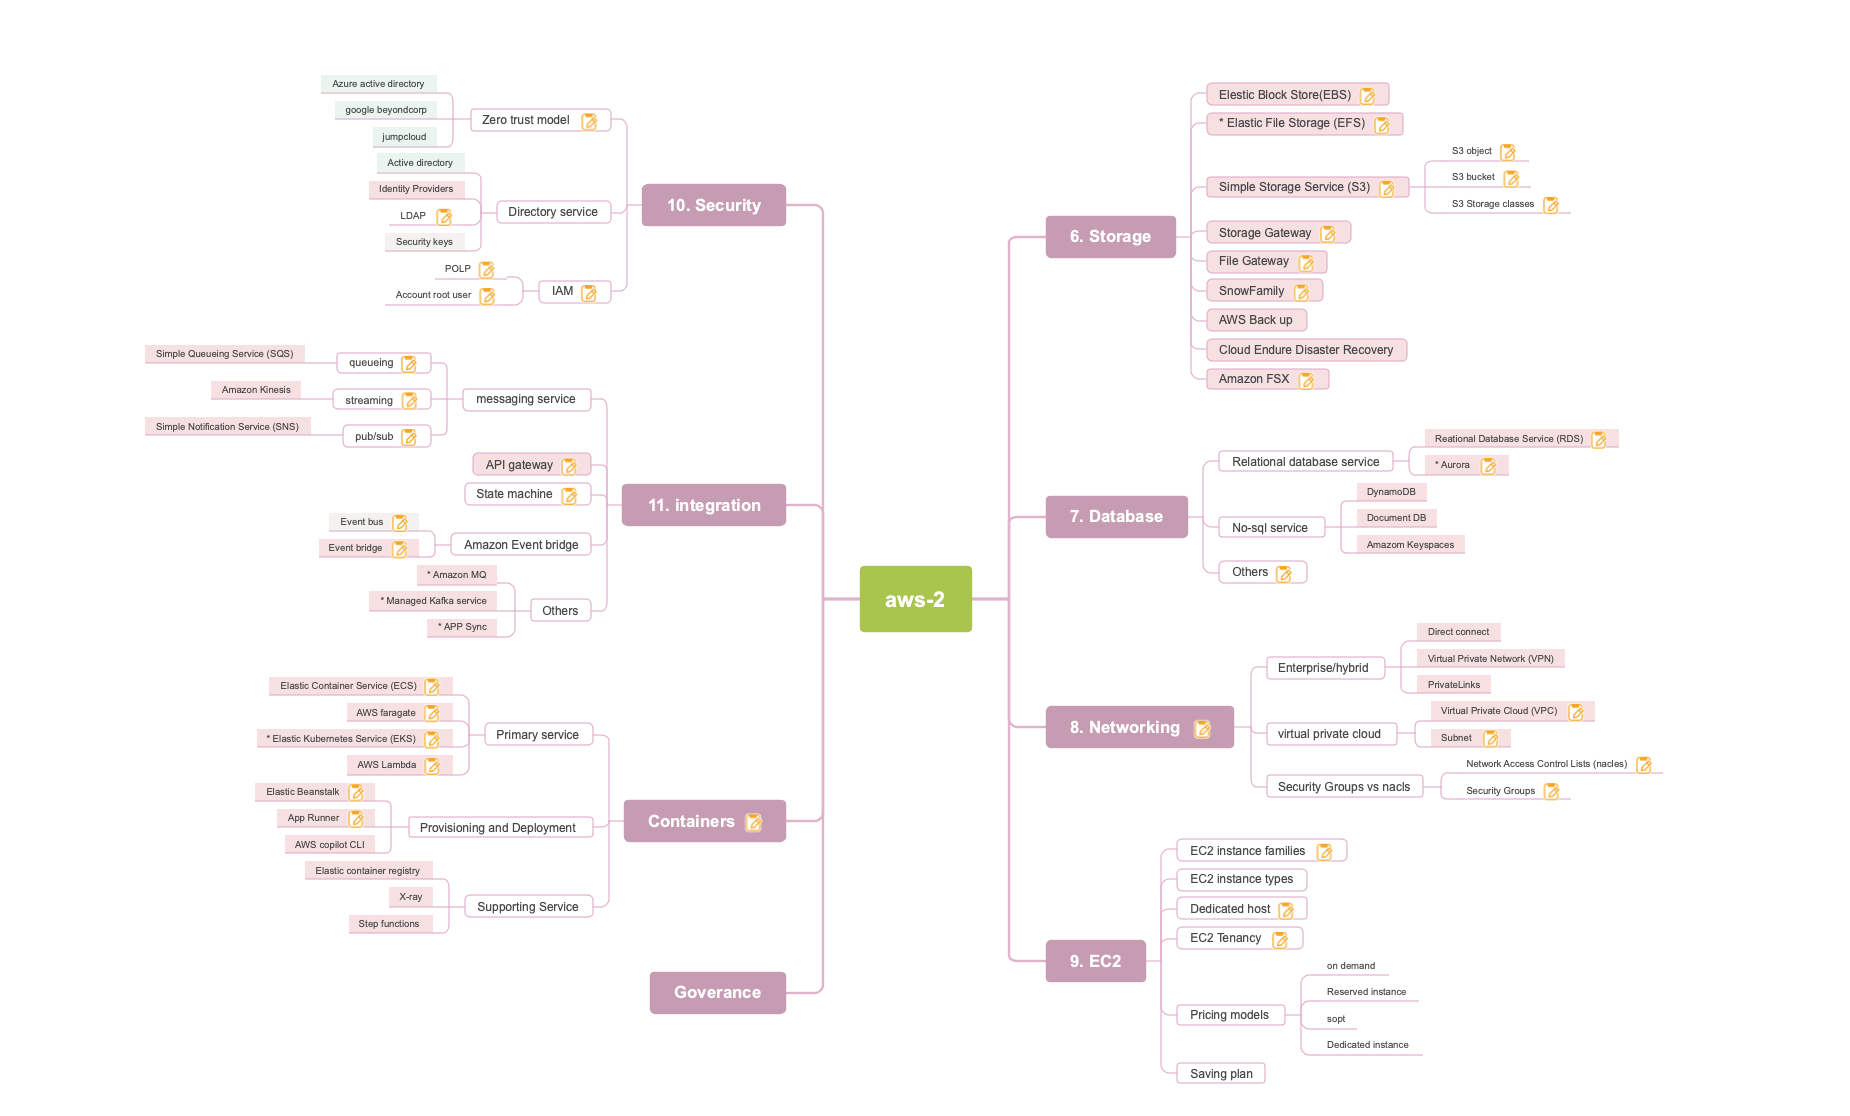 aws-2
6. Storage
Elestic Block Store(EBS)
* Elastic File Storage (EFS)
Simple Storage Service (S3)
S3 object
S3 bucket
S3 Storage classes
Storage Gateway
File Gateway
SnowFamily
AWS Back up
Cloud Endure Disaster Recovery
Amazon FSX
7. Database
Relational database service
Reational Database Service (RDS)
* Aurora
No-sql service
DynamoDB
Document DB
Amazom Keyspaces
Others
8. Networking
Enterprise/hybrid
Direct connect
Virtual Private Network (VPN)
PrivateLinks
virtual private cloud
Virtual Private Cloud (VPC)
Subnet
Security Groups vs nacls
Network Access Control Lists (nacles)
Security Groups
9. EC2
EC2 instance families
EC2 instance types
Dedicated host
EC2 Tenancy
Pricing models
on demand
Reserved instance
sopt
Dedicated instance
Saving plan
10. Security
Zero trust model
Azure active directory
google beyondcorp
jumpcloud
Directory service
Active directory
Identity Providers
LDAP
Security keys
IAM
POLP
Account root user
11. integration
messaging service
queueing
Simple Queueing Service (SQS)
streaming
Amazon Kinesis
pub/sub
Simple Notification Service (SNS)
API gateway
State machine
Amazon Event bridge
Event bus
Event bridge
Others
* Amazon MQ
* Managed Kafka service
* APP Sync
Containers
Primary service
Elastic Container Service (ECS)
AWS faragate
* Elastic Kubernetes Service (EKS)
AWS Lambda
Provisioning and Deployment
Elastic Beanstalk
App Runner
AWS copilot CLI
Supporting Service
Elastic container registry
X-ray
Step functions
Goverance